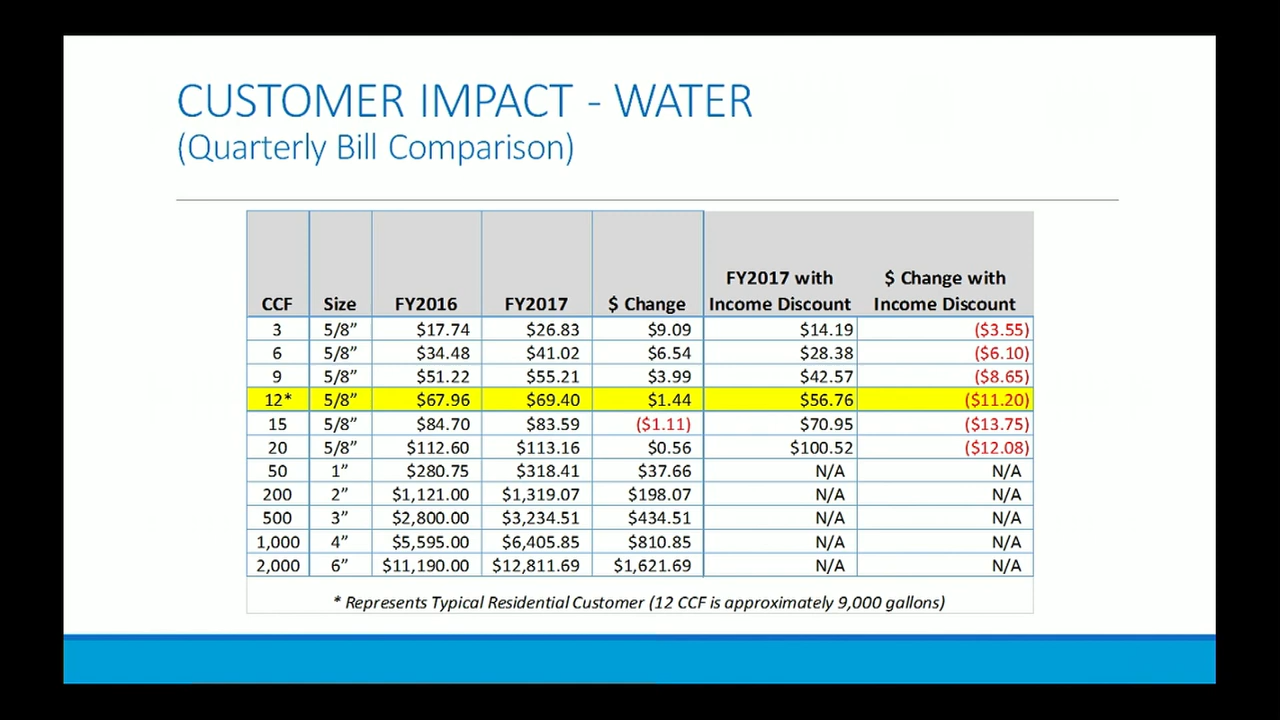 CUSTOMER IMPACT - WATER
(Quarterly Bill Comparison)
CCF Size FY2016 FY2017 $ Change FY2017 with Income Discount $ Change with Income Discount
3 5/8” $17.74 $26.83 $9.09 $14.19 ($3.55)
6 5/8” $34.48 $41.02 $6.54 $28.38 ($6.10)
9 5/8” $51.22 $55.21 $3.99 $42.57 ($8.65)
12* 5/8” $67.96 $69.40 $1.44 $56.76 ($11.20)
15 5/8” $84.70 $83.59 ($1.11) $70.95 ($13.75)
20 5/8” $112.60 $113.16 $0.56 $100.52 ($12.08)
50 1” $280.75 $318.41 $37.66 N/A N/A
200 2” $1,121.00 $1,319.07 $198.07 N/A N/A
500 3” $2,800.00 $3,234.51 $434.51 N/A N/A
1,000 4” $5,595.00 $6,405.85 $810.85 N/A N/A
2,000 6” $11,190.00 $12,811.69 $1,621.69 N/A N/A
* Represents Typical Residential Customer (12 CCF is approximately 9,000 gallons)